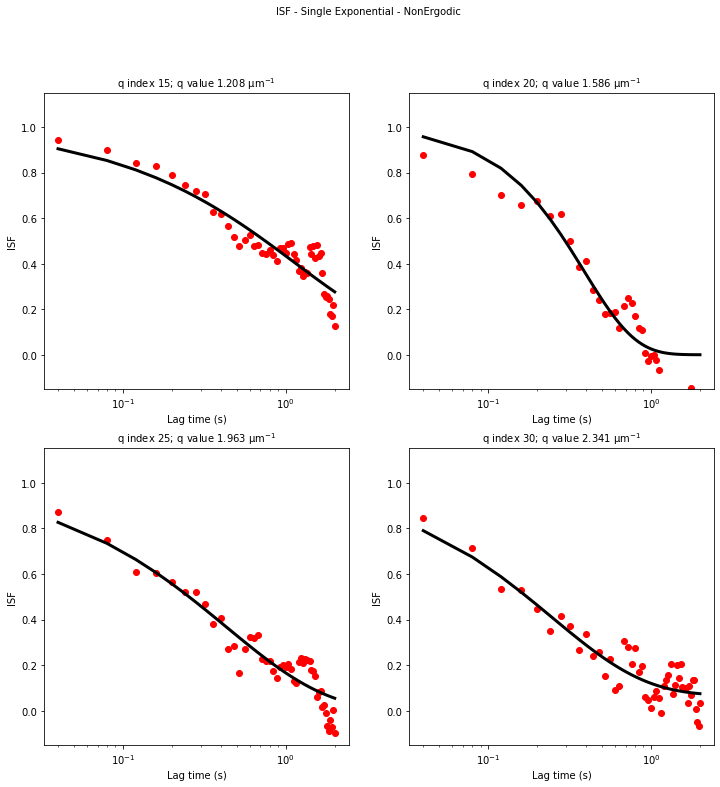 ISF - Single Exponential - NonErgodic
q index 15; q value 1.208 μm⁻¹
q index 20; q value 1.586 μm⁻¹
1.0
0.8
0.6
0.4
0.2
0.0
ISF
10⁻¹
10⁰
Lag time (s)
1.0
0.8
0.6
0.4
0.2
0.0
ISF
10⁻¹
10⁰
Lag time (s)
q index 25; q value 1.963 μm⁻¹
q index 30; q value 2.341 μm⁻¹
1.0
0.8
0.6
0.4
0.2
0.0
ISF
10⁻¹
10⁰
Lag time (s)
1.0
0.8
0.6
0.4
0.2
0.0
ISF
10⁻¹
10⁰
Lag time (s)